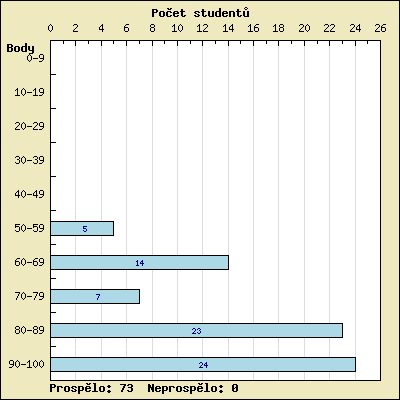 Počet studentů
0 2 4 6 8 10 12 14 16 18 20 22 24 26
Body
0-9
10-19
20-29
30-39
40-49
50-59 5
60-69 14
70-79 7
80-89 23
90-100 24
Prospělo: 73 Neprospělo: 0